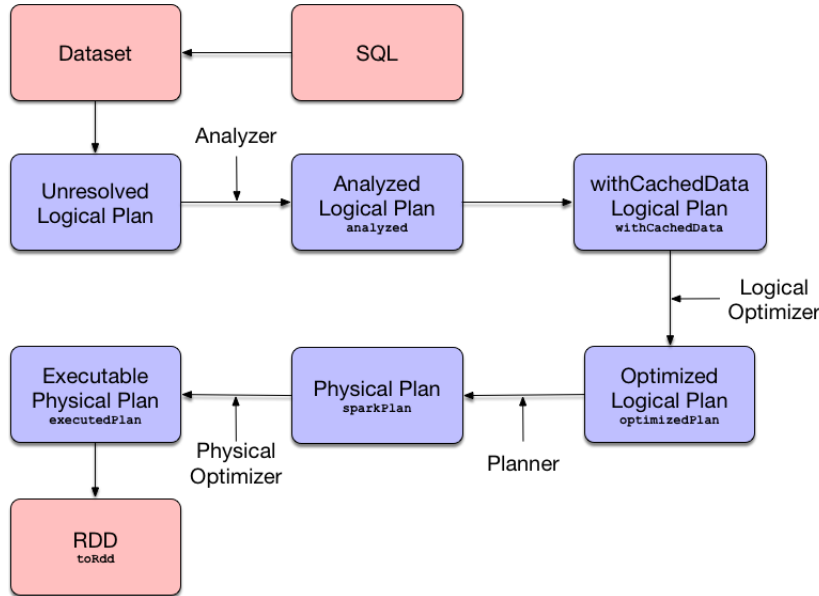 Dataset
SQL
Analyzer
Unresolved
Logical Plan
Analyzed
Logical Plan
analyzed
withCachedData
Logical Plan
withCachedData
Logical
Optimizer
Executable
Physical Plan
executedPlan
Physical Plan
sparkPlan
Optimized
Logical Plan
optimizedPlan
Physical
Optimizer
Planner
RDD
toRdd